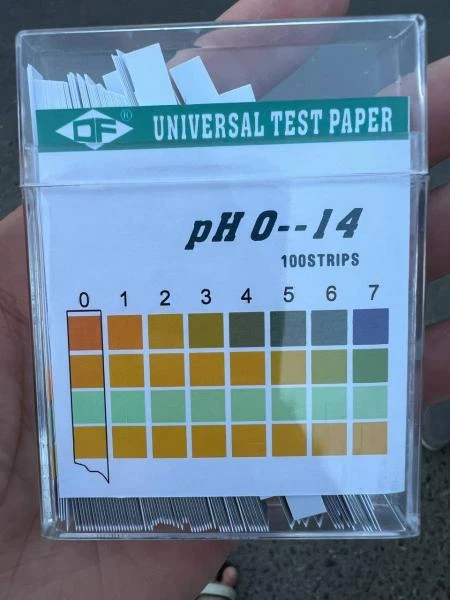 DF® UNIVERSAL TEST PAPER
pH 0--14
100STRIPS
0 1 2 3 4 5 6 7